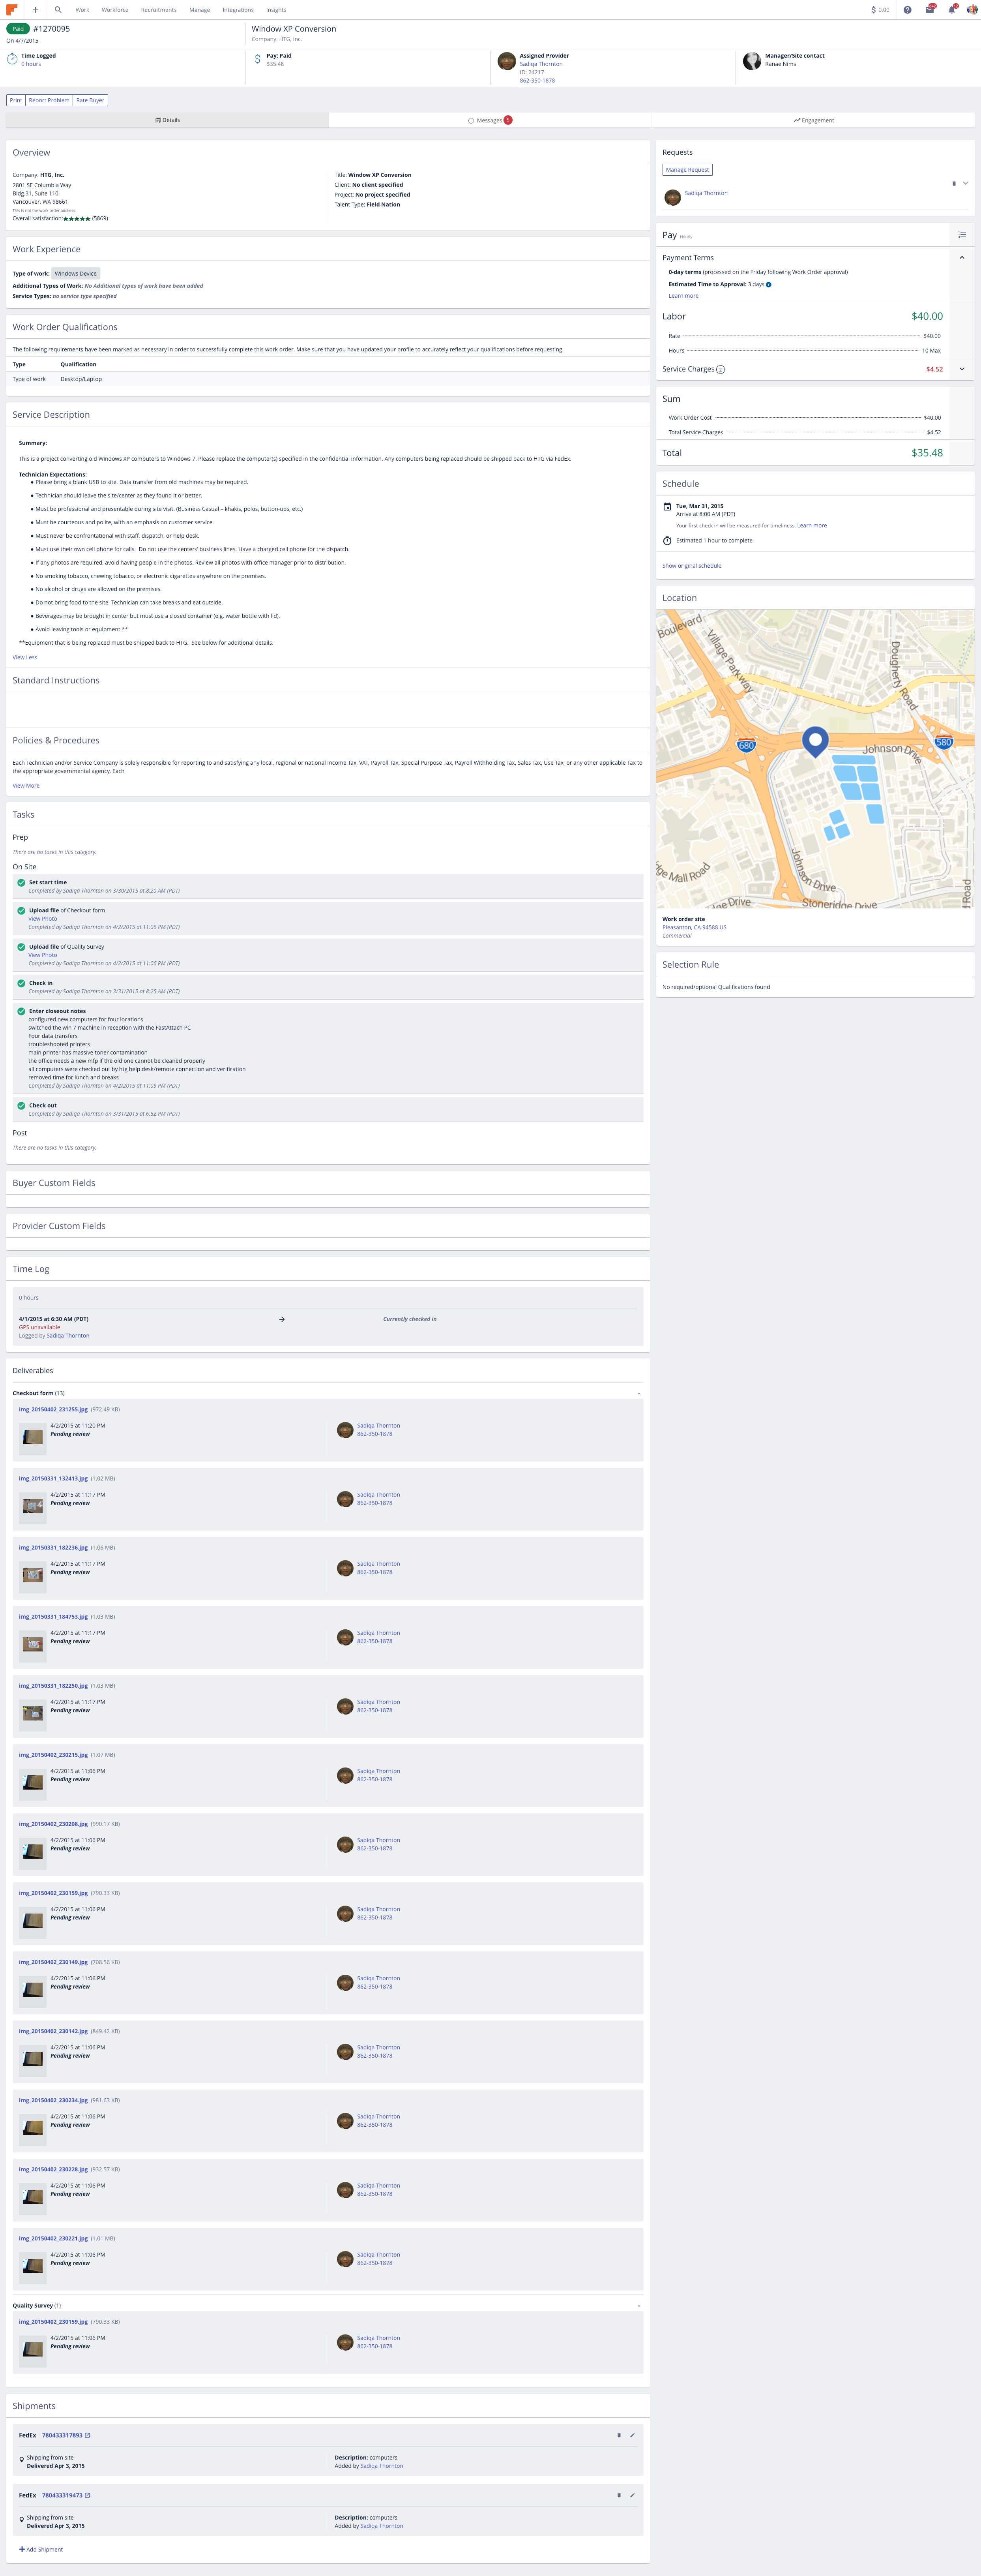 Work Workforce Recruitments Manage Integrations Insights
$ 0.00
Paid #1270095
On 4/7/2015
Window XP Conversion
Company: HTG, Inc.
Time Logged
0 hours
Pay: Paid
$35.48
Assigned Provider
Sadiqa Thornton
ID: 24217
862-350-1878
Manager/Site contact
Ranae Nims
Print Report Problem Rate Buyer
Details
Messages
Engagement
Overview
Company: HTG, Inc.
2801 SE Columbia Way
Bldg.31, Suite 110
Vancouver, WA 98661
This is not the work order address.
Overall satisfaction:★★★★★ (5869)
Title: Window XP Conversion
Client: No client specified
Project: No project specified
Talent Type: Field Nation
Work Experience
Type of work: Windows Device
Additional Types of Work: No Additional types of work have been added
Service Types: no service type specified
Work Order Qualifications
The following requirements have been marked as necessary in order to successfully complete this work order. Make sure that you have updated your profile to accurately reflect your qualifications before requesting.
Type Qualification
Type of work Desktop/Laptop
Service Description
Summary:
This is a project converting old Windows XP computers to Windows 7. Please replace the computer(s) specified in the confidential information. Any computers being replaced should be shipped back to HTG via FedEx.
Technician Expectations:
● Please bring a blank USB to site. Data transfer from old machines may be required.
● Technician should leave the site/center as they found it or better.
● Must be professional and presentable during site visit. (Business Casual – khakis, polos, button-ups, etc.)
● Must be courteous and polite, with an emphasis on customer service.
● Must never be confrontational with staff, dispatch, or help desk.
● Must use their own cell phone for calls. Do not use the centers' business lines. Have a charged cell phone for the dispatch.
● If any photos are required, avoid having people in the photos. Review all photos with office manager prior to distribution.
● No smoking tobacco, chewing tobacco, or electronic cigarettes anywhere on the premises.
● No alcohol or drugs are allowed on the premises.
● Do not bring food to the site. Technician can take breaks and eat outside.
● Beverages may be brought in center but must use a closed container (e.g. water bottle with lid).
● Avoid leaving tools or equipment.**
**Equipment that is being replaced must be shipped back to HTG. See below for additional details.
View Less
Standard Instructions
Policies & Procedures
Each Technician and/or Service Company is solely responsible for reporting to and satisfying any local, regional or national Income Tax, VAT, Payroll Tax, Special Purpose Tax, Payroll Withholding Tax, Sales Tax, Use Tax, or any other applicable Tax to
the appropriate governmental agency. Each
View More
Tasks
Prep
There are no tasks in this category.
On Site
Set start time
Completed by Sadiqa Thornton on 3/30/2015 at 8:20 AM (PDT)
Upload file of Checkout form
View Photo
Completed by Sadiqa Thornton on 4/2/2015 at 11:06 PM (PDT)
Upload file of Quality Survey
View Photo
Completed by Sadiqa Thornton on 4/2/2015 at 11:06 PM (PDT)
Check in
Completed by Sadiqa Thornton on 3/31/2015 at 8:25 AM (PDT)
Enter closeout notes
configured new computers for four locations
switched the win 7 machine in reception with the FastAttach PC
Four data transfers
troubleshooted printers
main printer has massive toner contamination
the office needs a new mfp if the old one cannot be cleaned properly
all computers were checked out by htg help desk/remote connection and verification
removed time for lunch and breaks
Completed by Sadiqa Thornton on 4/2/2015 at 11:09 PM (PDT)
Check out
Completed by Sadiqa Thornton on 3/31/2015 at 6:52 PM (PDT)
Post
There are no tasks in this category.
Buyer Custom Fields
Provider Custom Fields
Time Log
0 hours
4/1/2015 at 6:30 AM (PDT) → Currently checked in
GPS unavailable
Logged by Sadiqa Thornton
Deliverables
Checkout form (13)
img_20150402_231255.jpg (972.49 KB)
4/2/2015 at 11:20 PM
Pending review
Sadiqa Thornton
862-350-1878
img_20150331_132413.jpg (1.02 MB)
4/2/2015 at 11:17 PM
Pending review
Sadiqa Thornton
862-350-1878
img_20150331_182236.jpg (1.06 MB)
4/2/2015 at 11:17 PM
Pending review
Sadiqa Thornton
862-350-1878
img_20150331_184753.jpg (1.03 MB)
4/2/2015 at 11:17 PM
Pending review
Sadiqa Thornton
862-350-1878
img_20150331_182250.jpg (1.03 MB)
4/2/2015 at 11:17 PM
Pending review
Sadiqa Thornton
862-350-1878
img_20150402_230215.jpg (1.07 MB)
4/2/2015 at 11:06 PM
Pending review
Sadiqa Thornton
862-350-1878
img_20150402_230208.jpg (990.17 KB)
4/2/2015 at 11:06 PM
Pending review
Sadiqa Thornton
862-350-1878
img_20150402_230159.jpg (790.33 KB)
4/2/2015 at 11:06 PM
Pending review
Sadiqa Thornton
862-350-1878
img_20150402_230149.jpg (708.56 KB)
4/2/2015 at 11:06 PM
Pending review
Sadiqa Thornton
862-350-1878
img_20150402_230142.jpg (849.42 KB)
4/2/2015 at 11:06 PM
Pending review
Sadiqa Thornton
862-350-1878
img_20150402_230234.jpg (981.63 KB)
4/2/2015 at 11:06 PM
Pending review
Sadiqa Thornton
862-350-1878
img_20150402_230228.jpg (932.57 KB)
4/2/2015 at 11:06 PM
Pending review
Sadiqa Thornton
862-350-1878
img_20150402_230221.jpg (1.01 MB)
4/2/2015 at 11:06 PM
Pending review
Sadiqa Thornton
862-350-1878
Quality Survey (1)
img_20150402_230159.jpg (790.33 KB)
4/2/2015 at 11:06 PM
Pending review
Sadiqa Thornton
862-350-1878
Shipments
FedEx 780433317893
Shipping from site
Delivered Apr 3, 2015
Description: computers
Added by Sadiqa Thornton
FedEx 780433319473
Shipping from site
Delivered Apr 3, 2015
Description: computers
Added by Sadiqa Thornton
Add Shipment
Requests
Manage Request
Sadiqa Thornton
Pay Hourly
Payment Terms
0-day terms (processed on the Friday following Work Order approval)
Estimated Time to Approval: 3 days
Learn more
Labor $40.00
Rate $40.00
Hours 10 Max
Service Charges 2 $4.52
Sum
Work Order Cost $40.00
Total Service Charges $4.52
Total $35.48
Schedule
Tue, Mar 31, 2015
Arrive at 8:00 AM (PDT)
Your first check in will be measured for timeliness. Learn more
Estimated 1 hour to complete
Show original schedule
Location
Boulevard
Village Parkway
Dougherty Road
680
580
Johnson Drive
Johnson Drive
Stoneridge Drive
Road
Work order site
Pleasanton, CA 94588 US
Commercial
Selection Rule
No required/optional Qualifications found